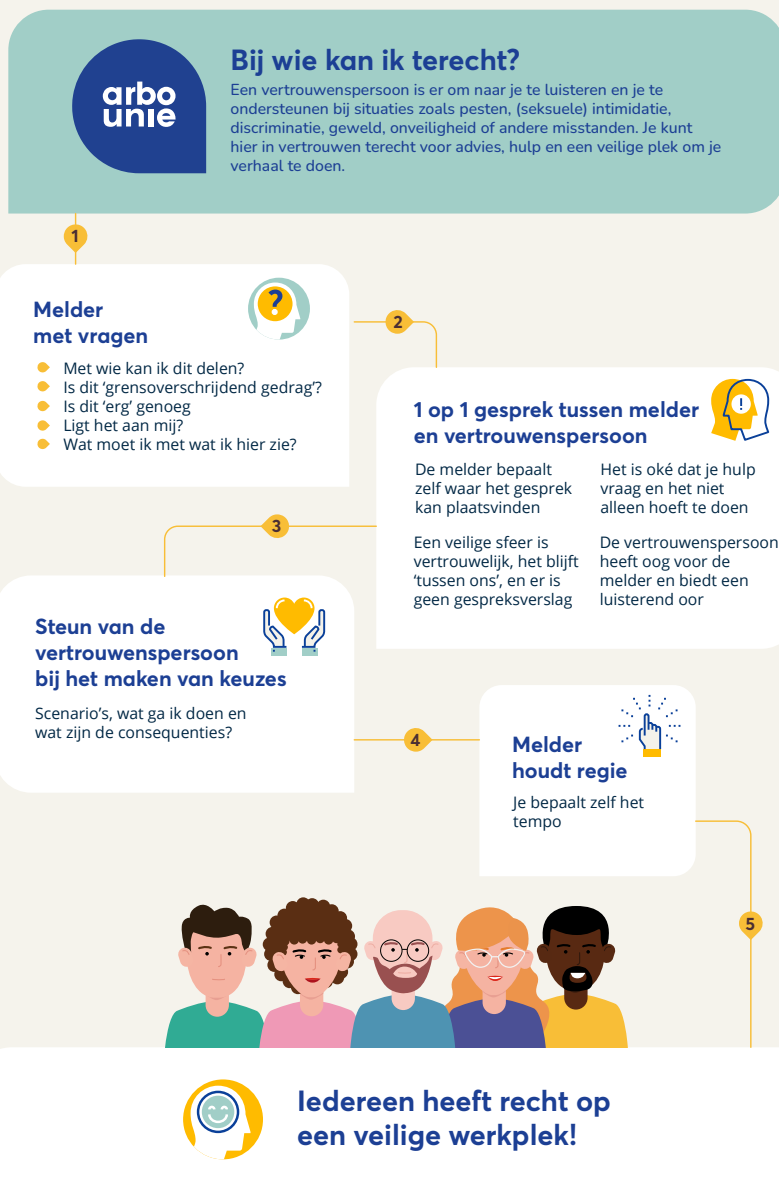 arbo
unie
Bij wie kan ik terecht?
Een vertrouwenspersoon is er om naar je te luisteren en je te
ondersteunen bij situaties zoals pesten, (seksuele) intimidatie,
discriminatie, geweld, onveiligheid of andere misstanden. Je kunt
hier in vertrouwen terecht voor advies, hulp en een veilige plek om je
verhaal te doen.
1
Melder
met vragen
?
Met wie kan ik dit delen?
Is dit ‘grensoverschrijdend gedrag’?
Is dit ‘erg’ genoeg
Ligt het aan mij?
Wat moet ik met wat ik hier zie?
2
1 op 1 gesprek tussen melder
en vertrouwenspersoon
!
De melder bepaalt
zelf waar het gesprek
kan plaatsvinden
Het is oké dat je hulp
vraag en het niet
alleen hoeft te doen
Een veilige sfeer is
vertrouwelijk, het blijft
‘tussen ons’, en er is
geen gespreksverslag
De vertrouwenspersoon
heeft oog voor de
melder en biedt een
luisterend oor
3
Steun van de
vertrouwenspersoon
bij het maken van keuzes
Scenario’s, wat ga ik doen en
wat zijn de consequenties?
4
Melder
houdt regie
Je bepaalt zelf het
tempo
5
Iedereen heeft recht op
een veilige werkplek!